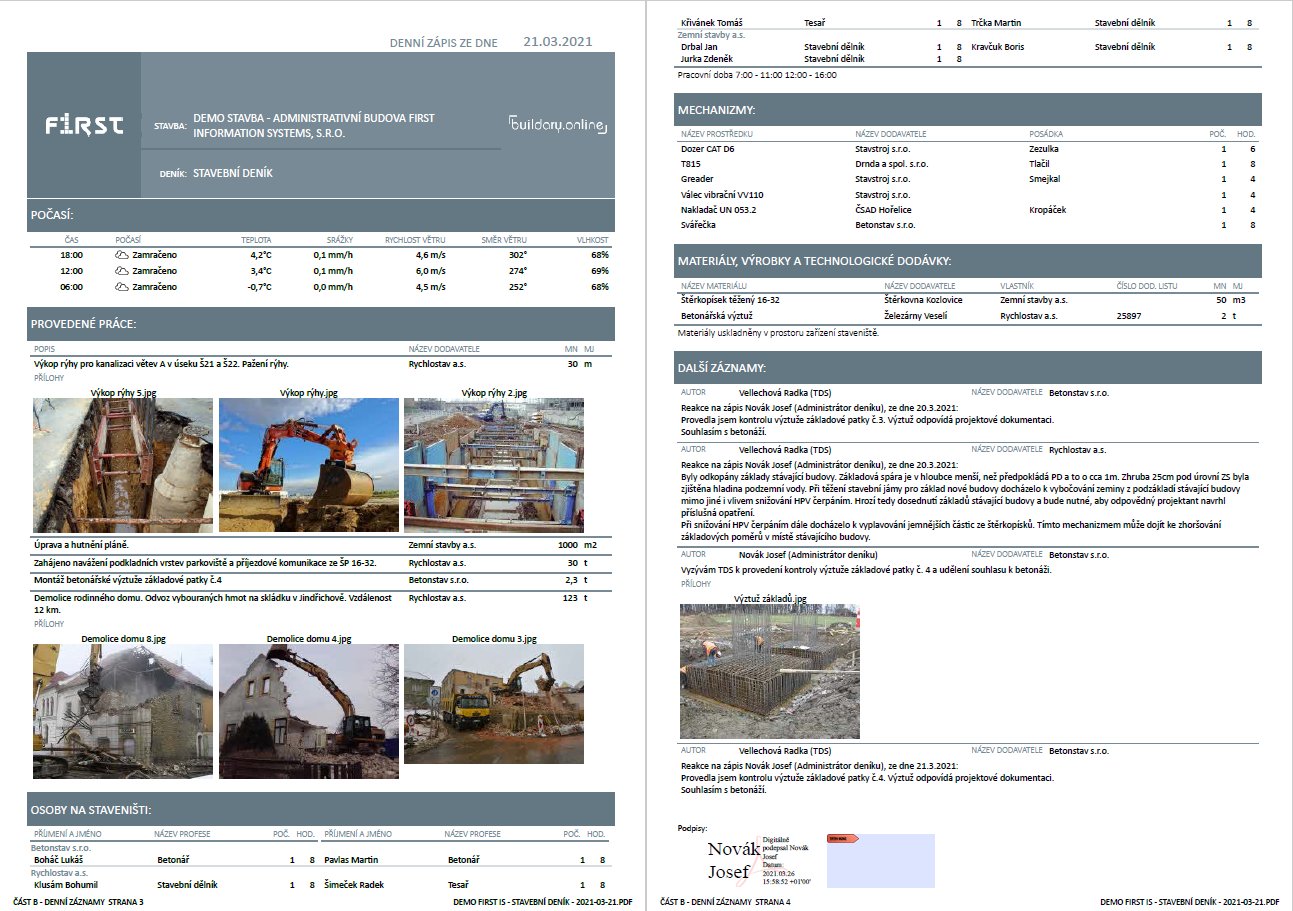 DENNÍ ZÁPIS ZE DNE 21.03.2021
FIRST
STAVBA: DEMO STAVBA - ADMINISTRATIVNÍ BUDOVA FIRST
INFORMATION SYSTEMS, S.R.O.
buildary.online
DENÍK: STAVEBNÍ DENÍK
POČASÍ:
ČAS POČASÍ TEPLOTA SRÁŽKY RYCHLOST VĚTRU SMĚR VĚTRU VLHKOST
18:00 Zamračeno 4,2°C 0,1 mm/h 4,6 m/s 302° 68%
12:00 Zamračeno 3,4°C 0,1 mm/h 6,0 m/s 274° 69%
06:00 Zamračeno -0,7°C 0,0 mm/h 4,5 m/s 252° 68%
PROVEDENÉ PRÁCE:
POPIS NÁZEV DODAVATELE MN MJ
Výkop rýhy pro kanalizaci větev A v úseku Š21 a Š22. Pažení rýhy. Rychlostav a.s. 30 m
PŘÍLOHY
Výkop rýhy 5.jpg Výkop rýhy.jpg Výkop rýhy 2.jpg
Úprava a hutnění pláně. Zemní stavby a.s. 1000 m2
Zahájeno navážení podkladních vrstev parkoviště a příjezdové komunikace ze ŠP 16-32. Rychlostav a.s. 30 t
Montáž betonářské výztuže základové patky č.4 Betonstav s.r.o. 2,3 t
Demolice rodinného domu. Odvoz vybouraných hmot na skládku v Jindřichově. Vzdálenost Rychlostav a.s. 123 t
12 km.
PŘÍLOHY
Demolice domu 8.jpg Demolice domu 4.jpg Demolice domu 3.jpg
OSOBY NA STAVENIŠTI:
PŘÍJMENÍ A JMÉNO NÁZEV PROFESE POČ. HOD. PŘÍJMENÍ A JMÉNO NÁZEV PROFESE POČ. HOD.
Betonstav s.r.o.
Boháč Lukáš Betonář 1 8 Pavlas Martin Betonář 1 8
Rychlostav a.s.
Klusám Bohumil Stavební dělník 1 8 Šimeček Radek Tesař 1 8
ČÁST B - DENNÍ ZÁZNAMY STRANA 3 DEMO FIRST IS - STAVEBNÍ DENÍK - 2021-03-21.PDF
Křivánek Tomáš Tesař 1 8 Trčka Martin Stavební dělník 1 8
Zemní stavby a.s.
Drbal Jan Stavební dělník 1 8 Kravčuk Boris Stavební dělník 1 8
Jurka Zdeněk Stavební dělník 1 8
Pracovní doba 7:00 - 11:00 12:00 - 16:00
MECHANIZMY:
NÁZEV PROSTŘEDKU NÁZEV DODAVATELE POSÁDKA POČ. HOD.
Dozer CAT D6 Stavstroj s.r.o. Zezulka 1 6
T815 Drnda a spol. s r.o. Tlačil 1 8
Greader Stavstroj s.r.o. Smejkal 1 4
Válec vibrační VV110 Stavstroj s.r.o. 1 4
Nakladač UN 053.2 ČSAD Hořelice Kropáček 1 4
Svářečka Betonstav s.r.o. 1 8
MATERIÁLY, VÝROBKY A TECHNOLOGICKÉ DODÁVKY:
NÁZEV MATERIÁLU NÁZEV DODAVATELE VLASTNÍK ČÍSLO DOD. LISTU MN MJ
Štěrkopísek těžený 16-32 Štěrkovna Kozlovice Zemní stavby a.s. 50 m3
Betonářská výztuž Železárny Veselí Rychlostav a.s. 25897 2 t
Materiály uskladněny v prostoru zařízení staveniště.
DALŠÍ ZÁZNAMY:
AUTOR Vellechová Radka (TDS) NÁZEV DODAVATELE Betonstav s.r.o.
Reakce na zápis Novák Josef (Administrátor deníku), ze dne 20.3.2021:
Provedla jsem kontrolu výztuže základové patky č.3. Výztuž odpovídá projektové dokumentaci.
Souhlasím s betonáží.
AUTOR Vellechová Radka (TDS) NÁZEV DODAVATELE Rychlostav a.s.
Reakce na zápis Novák Josef (Administrátor deníku), ze dne 20.3.2021:
Byly odkopány základy stávající budovy. Základová spára je v hloubce menší, než předpokládá PD a to o cca 1m. Zhruba 25cm pod úrovní ZS byla
zjištěna hladina podzemní vody. Při těžení stavební jámy pro základ nové budovy docházelo k vybočování zeminy z podzákladí stávající budovy
mimo jiné i vlivem snižování HPV čerpáním. Hrozí tedy dosednutí základů stávající budovy a bude nutné, aby odpovědný projektant navrhl
příslušná opatření.
Při snižování HPV čerpáním dále docházelo k vyplavování jemnějších částic ze štěrkopísků. Tímto mechanizmem může dojít ke zhoršování
základových poměrů v místě stávajícího budovy.
AUTOR Novák Josef (Administrátor deníku) NÁZEV DODAVATELE Betonstav s.r.o.
Vyzývám TDS k provedení kontroly výztuže základové patky č. 4 a udělení souhlasu k betonáži.
PŘÍLOHY
Výztuž základů.jpg
AUTOR Vellechová Radka (TDS) NÁZEV DODAVATELE Betonstav s.r.o.
Reakce na zápis Novák Josef (Administrátor deníku), ze dne 21.3.2021:
Provedla jsem kontrolu výztuže základové patky č.4. Výztuž odpovídá projektové dokumentaci.
Souhlasím s betonáží.
Podpisy:
Novák
Josef
Digitálně
podepsal Novák
Josef
Datum:
2021.03.26
15:58:52 +01'00'
ČÁST B - DENNÍ ZÁZNAMY STRANA 4 DEMO FIRST IS - STAVEBNÍ DENÍK - 2021-03-21.PDF